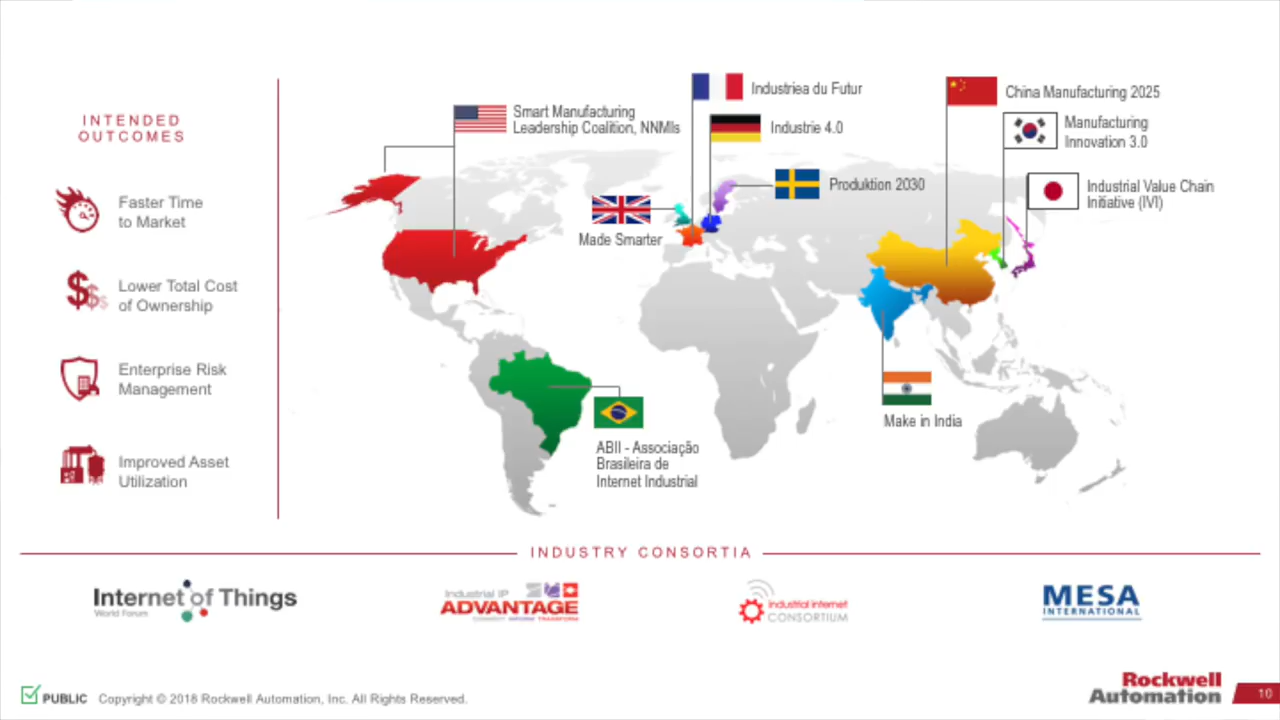 INTENDED
OUTCOMES
Faster Time
to Market
Lower Total Cost
of Ownership
Enterprise Risk
Management
Improved Asset
Utilization
Smart Manufacturing
Leadership Coalition, NNMIs
Industriea du Futur
Industrie 4.0
Produktion 2030
Made Smarter
China Manufacturing 2025
Manufacturing
Innovation 3.0
Industrial Value Chain
Initiative (IVI)
Make in India
ABII - Associação
Brasileira de
Internet Industrial
INDUSTRY CONSORTIA
Internet of Things
World Forum
Industrial IP
ADVANTAGE
CONNECT INFORM TRANSFORM
industrial internet
CONSORTIUM
MESA
INTERNATIONAL
PUBLIC Copyright © 2018 Rockwell Automation, Inc. All Rights Reserved.
Rockwell
Automation
10